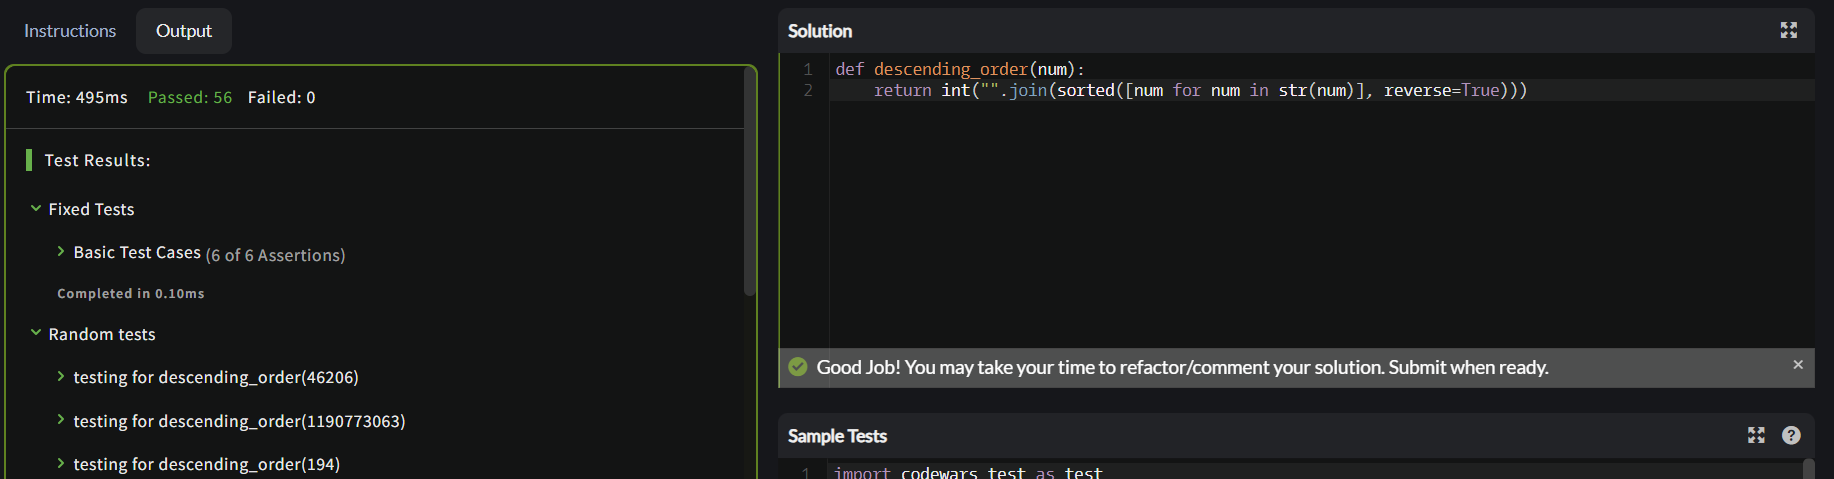 Instructions Output
Time: 495ms Passed: 56 Failed: 0
Test Results:
Fixed Tests
Basic Test Cases (6 of 6 Assertions)
Completed in 0.10ms
Random tests
testing for descending_order(46206)
testing for descending_order(1190773063)
testing for descending_order(194)
Solution
1 def descending_order(num):
2 return int("".join(sorted([num for num in str(num)], reverse=True)))
Good Job! You may take your time to refactor/comment your solution. Submit when ready.
Sample Tests
1 import codewars_test as test